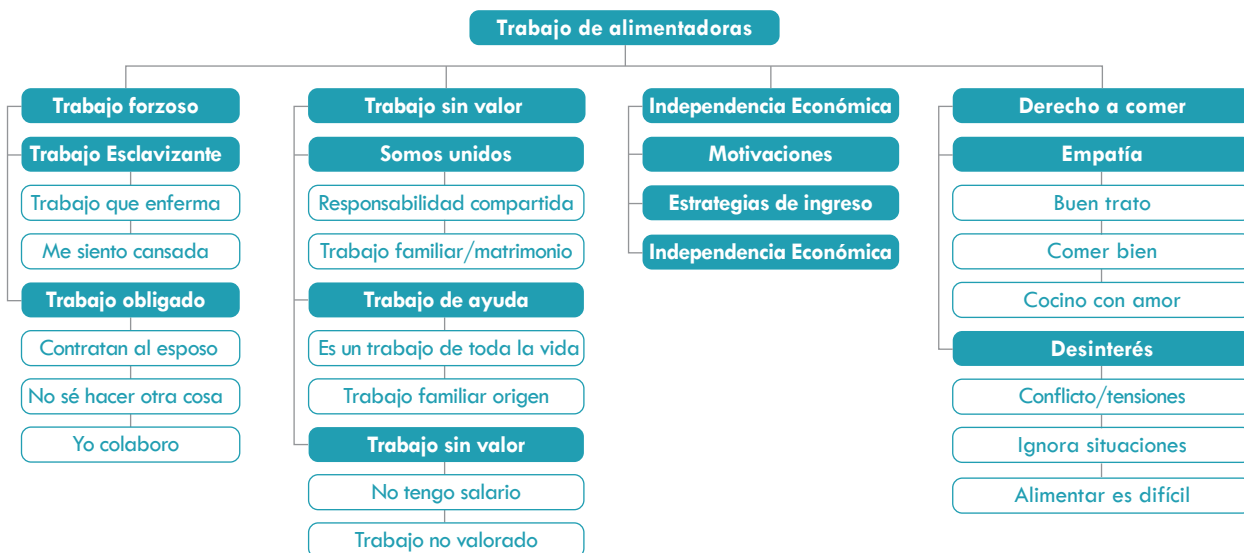 Trabajo de alimentadoras
Trabajo forzoso
Trabajo Esclavizante
Trabajo que enferma
Me siento cansada
Trabajo obligado
Contratan al esposo
No sé hacer otra cosa
Yo colaboro
Trabajo sin valor
Somos unidos
Responsabilidad compartida
Trabajo familiar/matrimonio
Trabajo de ayuda
Es un trabajo de toda la vida
Trabajo familiar origen
Trabajo sin valor
No tengo salario
Trabajo no valorado
Independencia Económica
Motivaciones
Estrategias de ingreso
Independencia Económica
Derecho a comer
Empatía
Buen trato
Comer bien
Cocino con amor
Desinterés
Conflicto/tensiones
Ignora situaciones
Alimentar es difícil